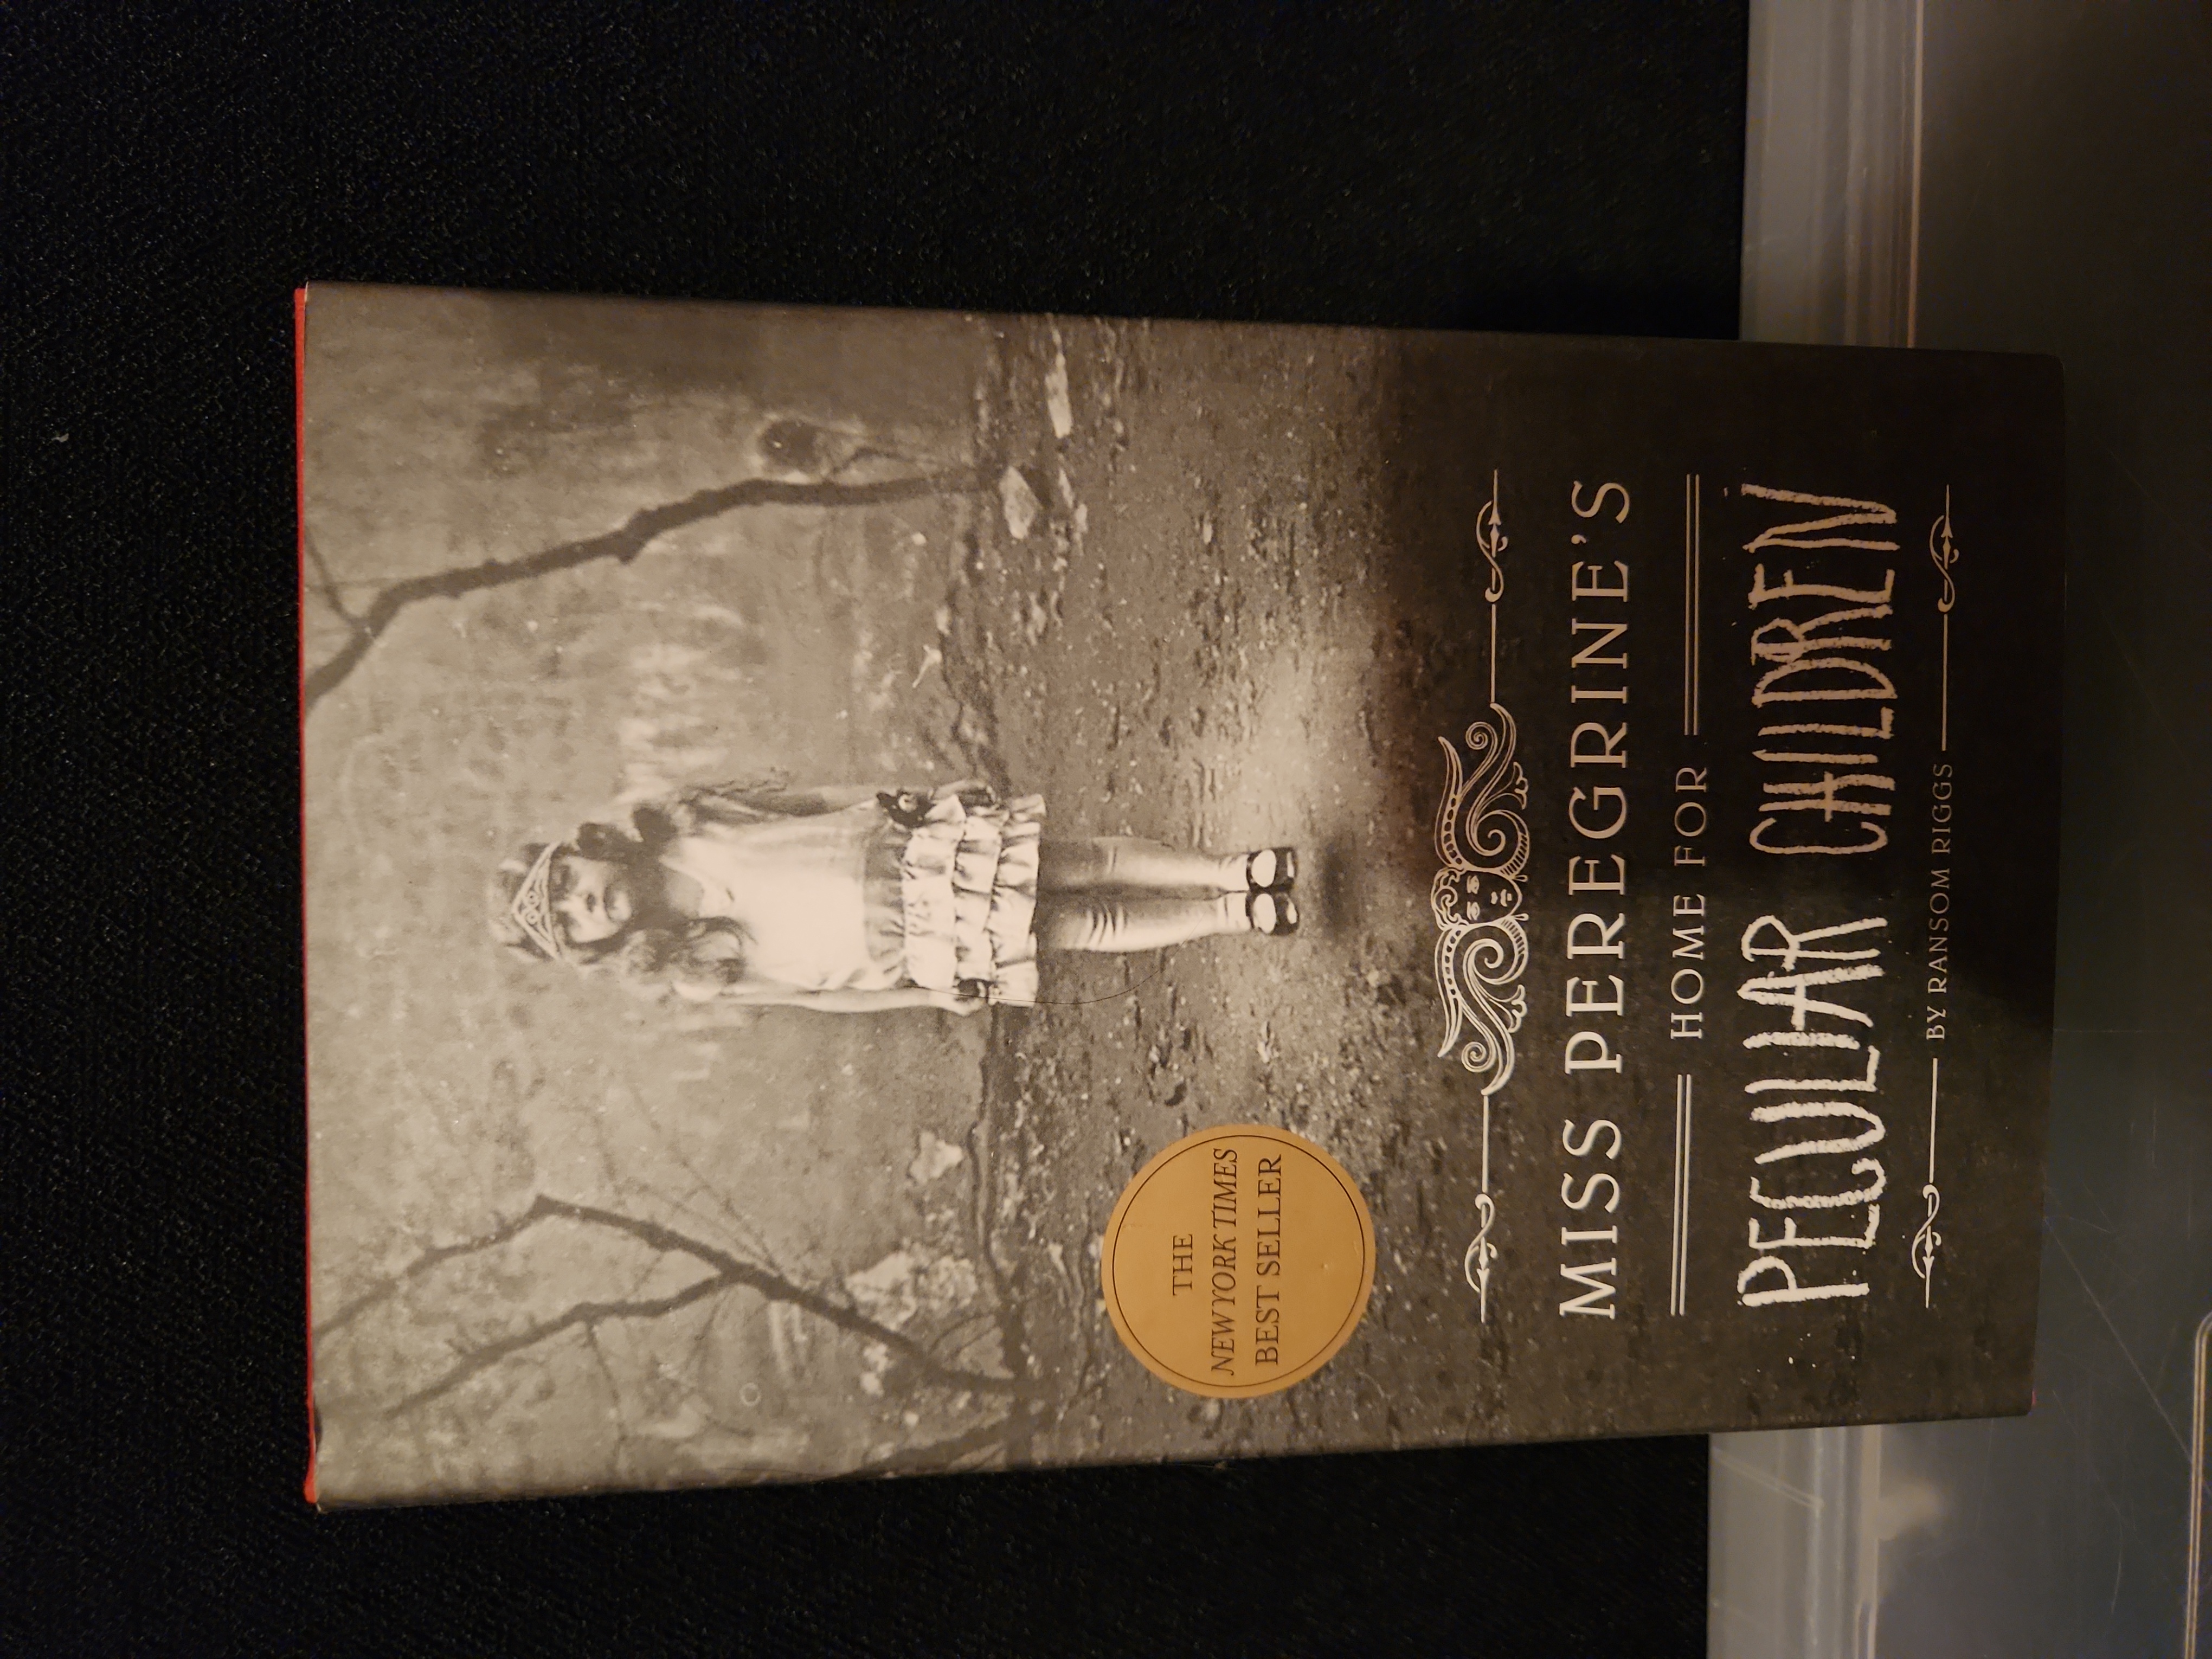 THE
NEW YORK TIMES
BEST SELLER
MISS PEREGRINE'S
HOME FOR
PECULIAR CHILDREN
BY RANSOM RIGGS